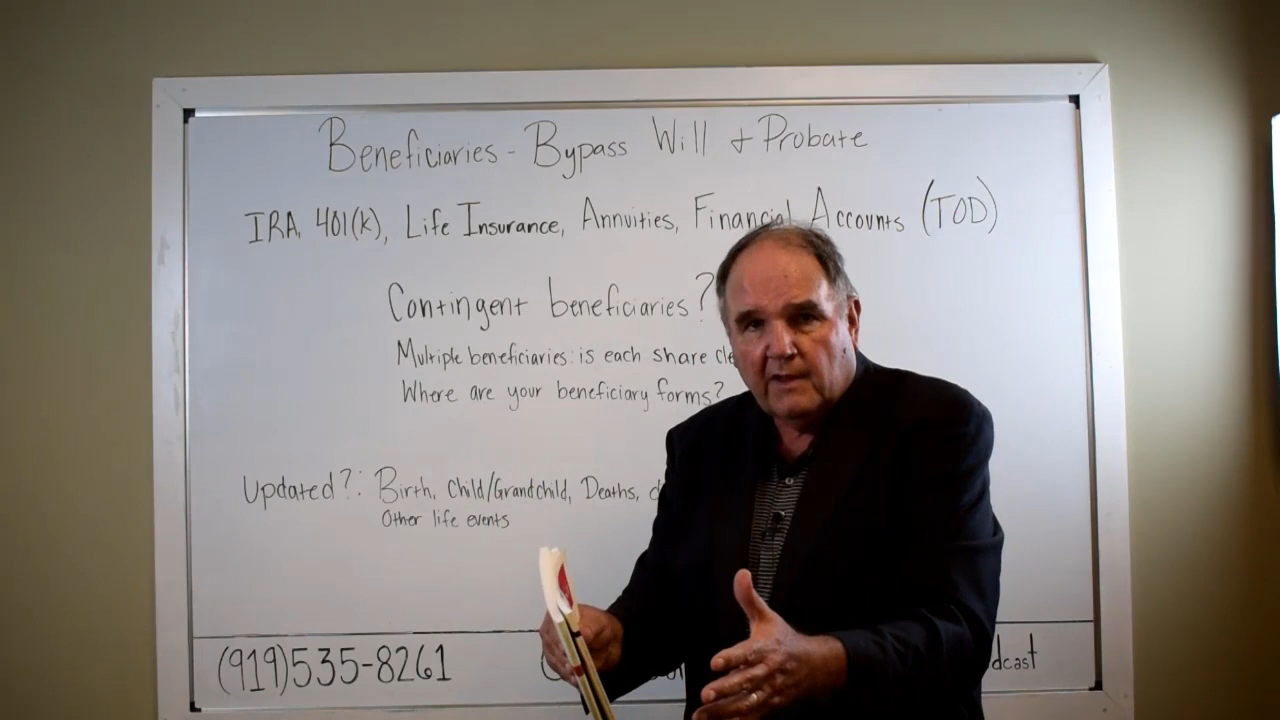 Beneficiaries - Bypass Will + Probate
IRA, 401(k), Life Insurance, Annuities, Financial Accounts (TOD)
Contingent beneficiaries?
Multiple beneficiaries: is each share
Where are your beneficiary forms?
Updated?: Birth, Child/Grandchild, Deaths,
Other life events
(919)535-8261